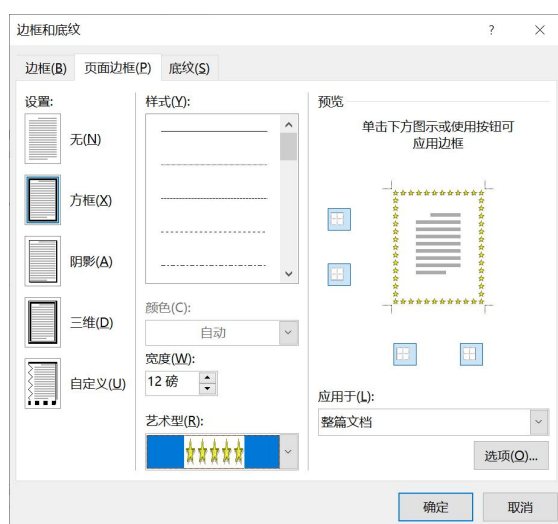 边框和底纹
?
×
边框(B) 页面边框(P) 底纹(S)
设置:
无(N)
方框(X)
阴影(A)
三维(D)
自定义(U)
样式(Y):
颜色(C):
自动
宽度(W):
12 磅
艺术型(R):
预览
单击下方图示或使用按钮可
应用边框
应用于(L):
整篇文档
选项(O)...
确定
取消